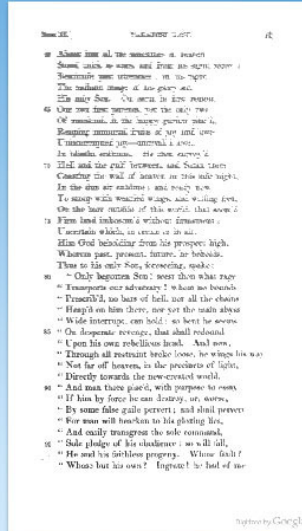 Book III. PARADISE LOST.
60 About him all the sanctities of heaven
Stood thick as stars, and from his sight receiv'd
Beatitude past utterance; on his right
The radiant image of his glory sat,
His only Son. On earth he first beheld
65 Our two first parents, yet the only two
Of mankind, in the happy garden plac'd,
Reaping immortal fruits of joy and love
Uninterrupted joy—unrivall'd love,
In blissful solitude. He then survey'd
70 Hell and the gulf between, and Satan there
Coasting the wall of heaven on this side night,
In the dun air sublime; and ready now
To stoop with wearied wings, and willing feet,
On the bare outside of this world, that seem'd
75 Firm land imbosom'd without firmament;
Uncertain which, in ocean or in air.
Him God beholding from his prospect high,
Wherein past, present, future, he beholds,
Thus to his only Son, foreseeing, spake:
80 "Only begotten Son! seest thou what rage
"Transports our adversary? whom no bounds
"Prescrib'd, no bars of hell, nor all the chains
"Heap'd on him there, nor yet the main abyss
"Wide interrupt, can hold: so bent he seems
85 "On desperate revenge, that shall redound
"Upon his own rebellious head. And now,
"Through all restraint broke loose, he wings his way
"Not far off heaven, in the precincts of light,
"Directly towards the new-created world,
90 "And man there plac'd, with purpose to essay
"If him by force he can destroy, or, worse,
"By some false guile pervert; and shall pervert
"For man will hearken to his glozing lies,
"And easily transgress the sole command,
95 "Sole pledge of his obedience: so will fall,
"He and his faithless progeny. Whose fault?
"Whose but his own? Ingrate! he had of me
Digitized by Google